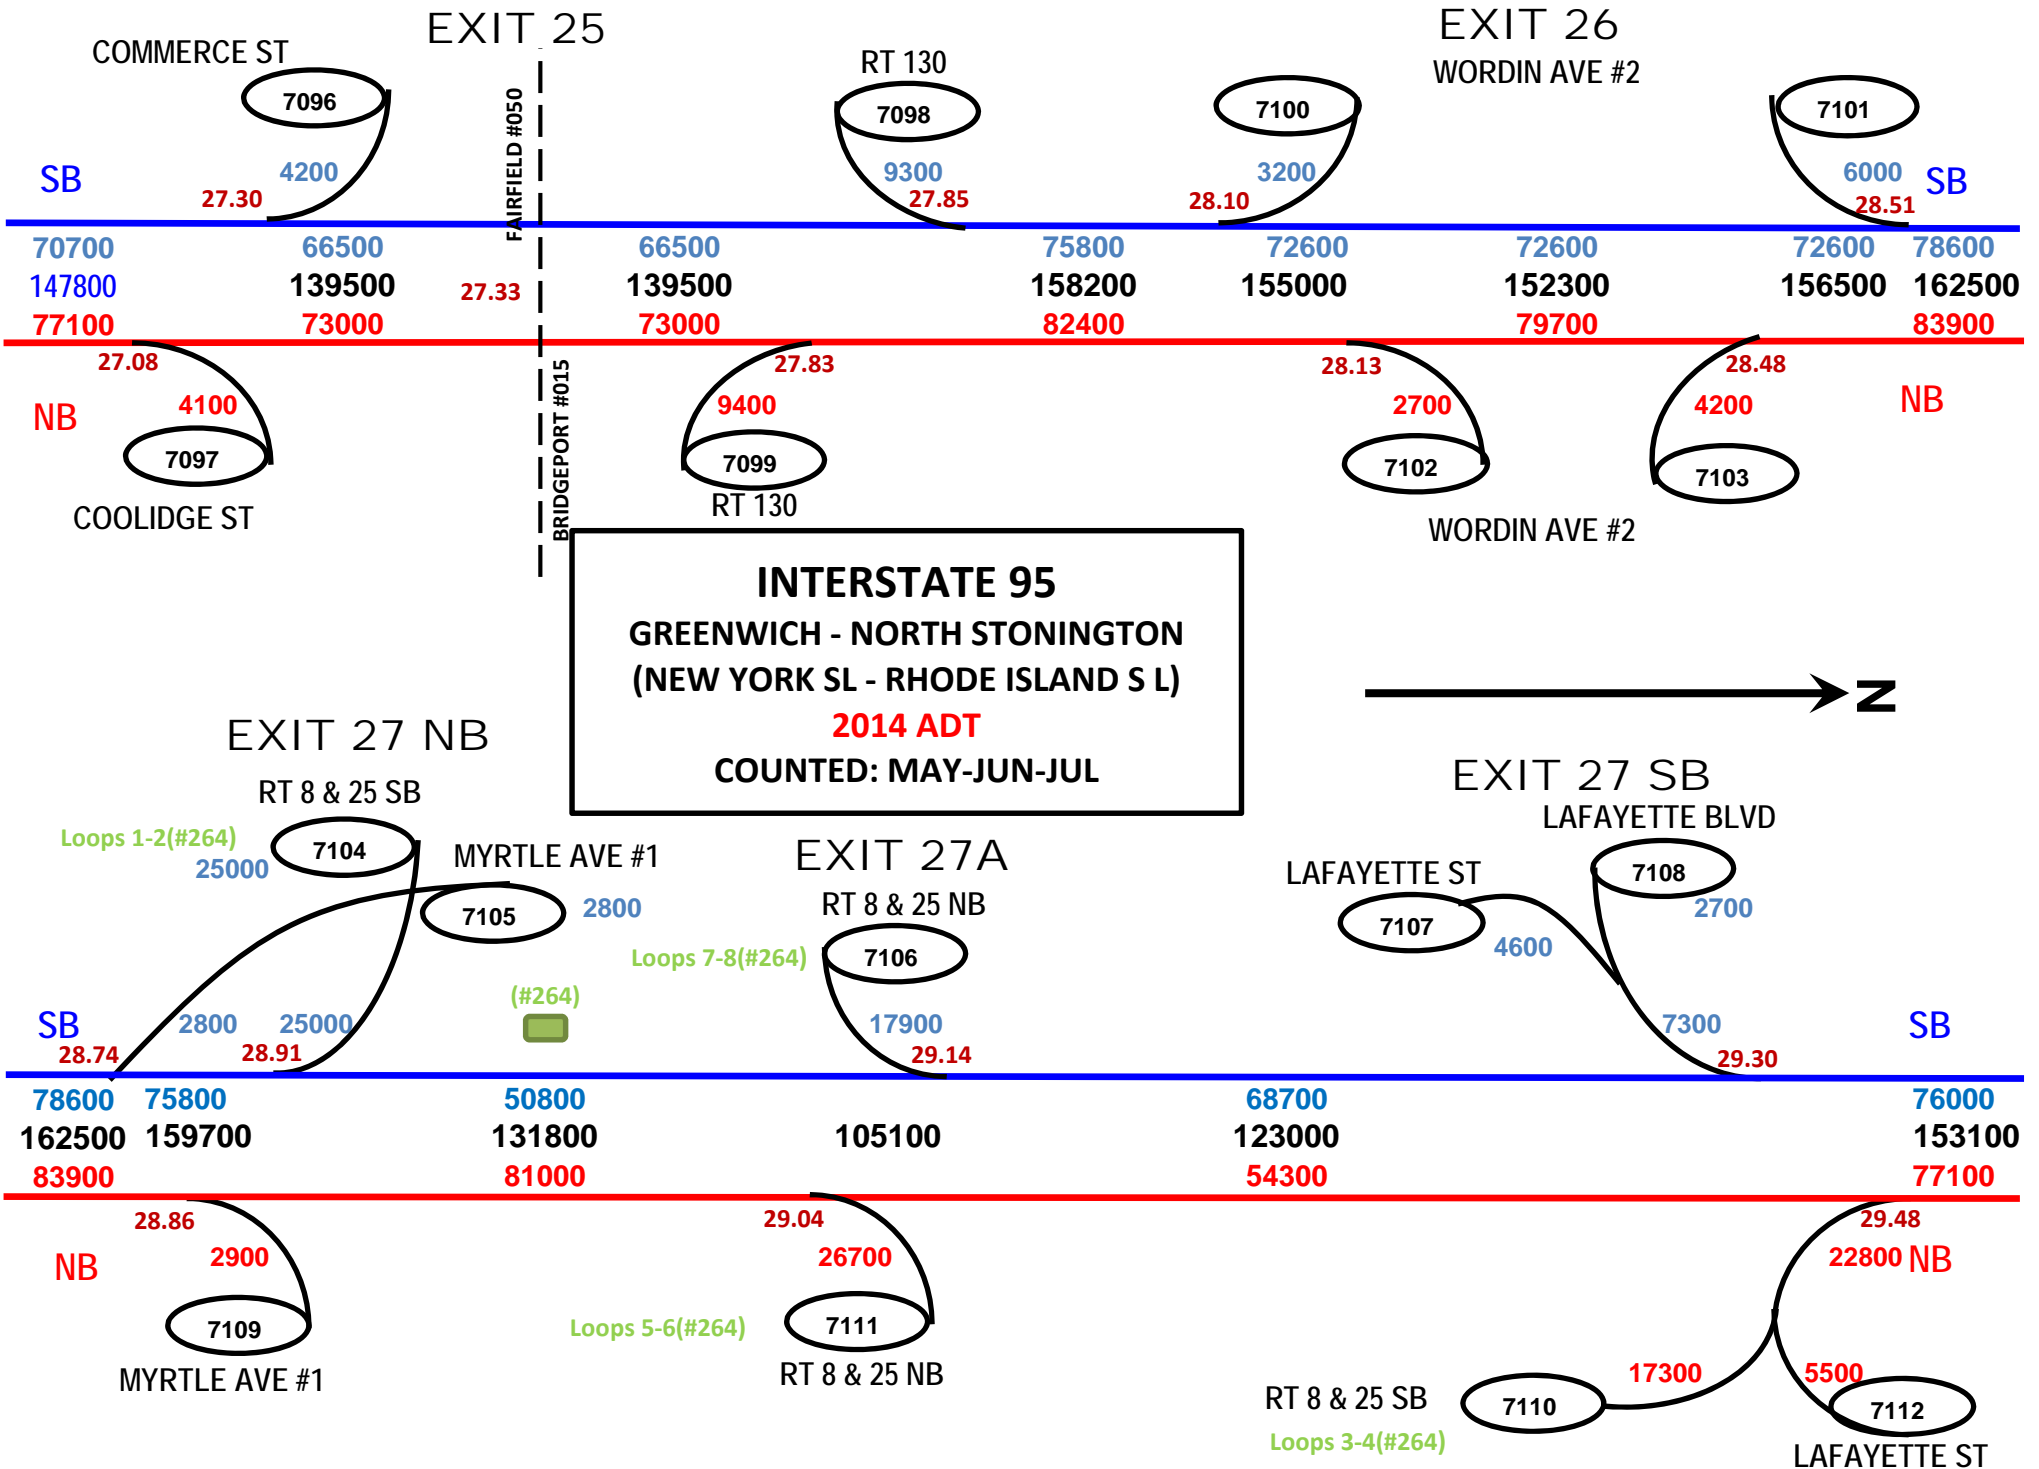 EXIT 25
EXIT 26
COMMERCE ST
RT 130
WORDIN AVE #2
7096
7098
7100
7101
FAIRFIELD #050
SB
4200
9300
3200
6000
SB
27.30
27.85
28.10
28.51
70700
66500
66500
75800
72600
72600
72600
78600
147800
139500
27.33
139500
158200
155000
152300
156500
162500
77100
73000
73000
82400
79700
83900
27.08
27.83
28.13
28.48
NB
4100
9400
2700
4200
NB
BRIDGEPORT #015
7097
7099
7102
7103
COOLIDGE ST
RT 130
WORDIN AVE #2
INTERSTATE 95
GREENWICH - NORTH STONINGTON
(NEW YORK SL - RHODE ISLAND S L)
2014 ADT
COUNTED: MAY-JUN-JUL
N
EXIT 27 NB
RT 8 & 25 SB
EXIT 27 SB
LAFAYETTE BLVD
Loops 1-2(#264)
7104
25000
MYRTLE AVE #1
7105
2800
EXIT 27A
RT 8 & 25 NB
Loops 7-8(#264)
7106
LAFAYETTE ST
7107
4600
7108
2700
(#264)
SB
2800
25000
17900
7300
SB
28.74
28.91
29.14
29.30
78600
75800
50800
68700
76000
162500
159700
131800
105100
123000
153100
83900
81000
54300
77100
28.86
29.04
29.48
NB
2900
26700
22800
NB
7109
Loops 5-6(#264)
7111
MYRTLE AVE #1
RT 8 & 25 NB
17300
5500
RT 8 & 25 SB
7110
7112
Loops 3-4(#264)
LAFAYETTE ST